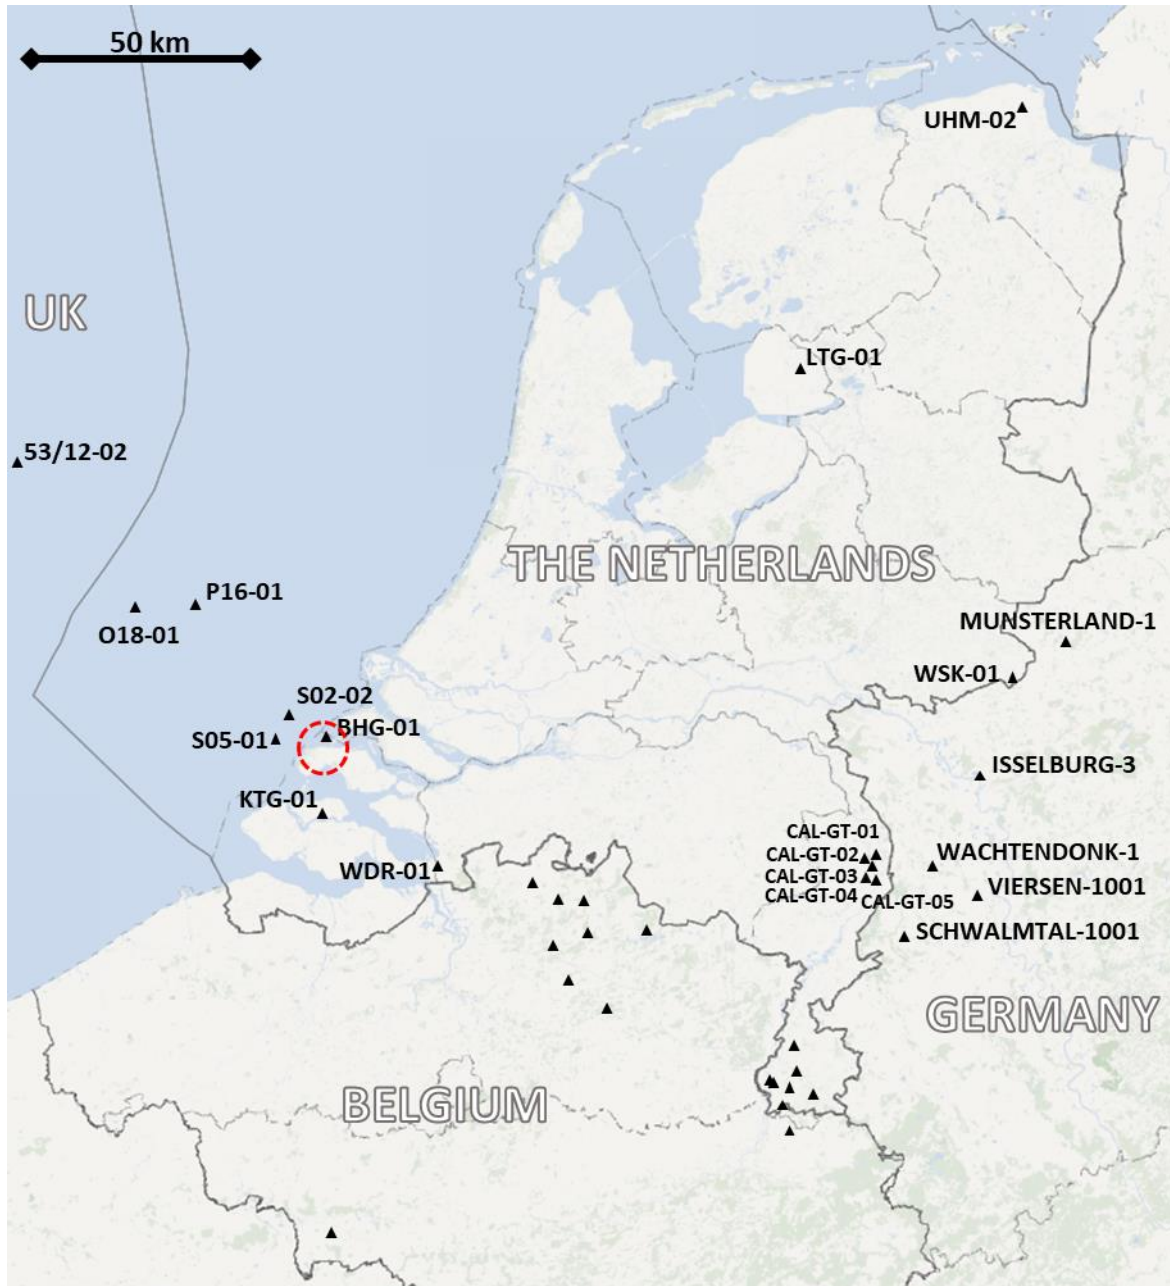 50 km
UHM-02
UK
LTG-01
53/12-02
THE NETHERLANDS
P16-01
O18-01
MUNSTERLAND-1
WSK-01
S02-02
BHG-01
S05-01
ISSELBURG-3
KTG-01
CAL-GT-01
CAL-GT-02
WACHTENDONK-1
WDR-01
CAL-GT-03
VIERSEN-1001
CAL-GT-04
CAL-GT-05
SCHWALMTAL-1001
GERMANY
BELGIUM